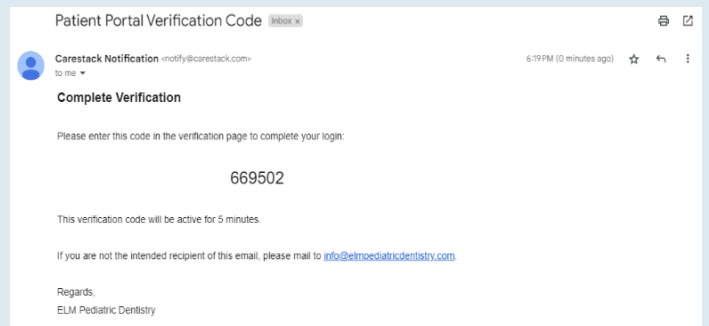 Patient Portal Verification Code Inbox x
Carestack Notification <notify@carestack.com> 6:19 PM (0 minutes ago)
to me
Complete Verification
Please enter this code in the verification page to complete your login:
669502
This verification code will be active for 5 minutes.
If you are not the intended recipient of this email, please mail to info@elmpediatricdentistry.com.
Regards,
ELM Pediatric Dentistry